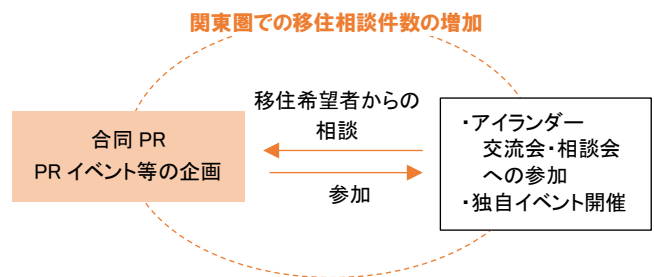 関東圏での移住相談件数の増加
移住希望者からの
相談
合同 PR
PR イベント等の企画
参加
・アイランダー
交流会・相談会
への参加
・独自イベント開催